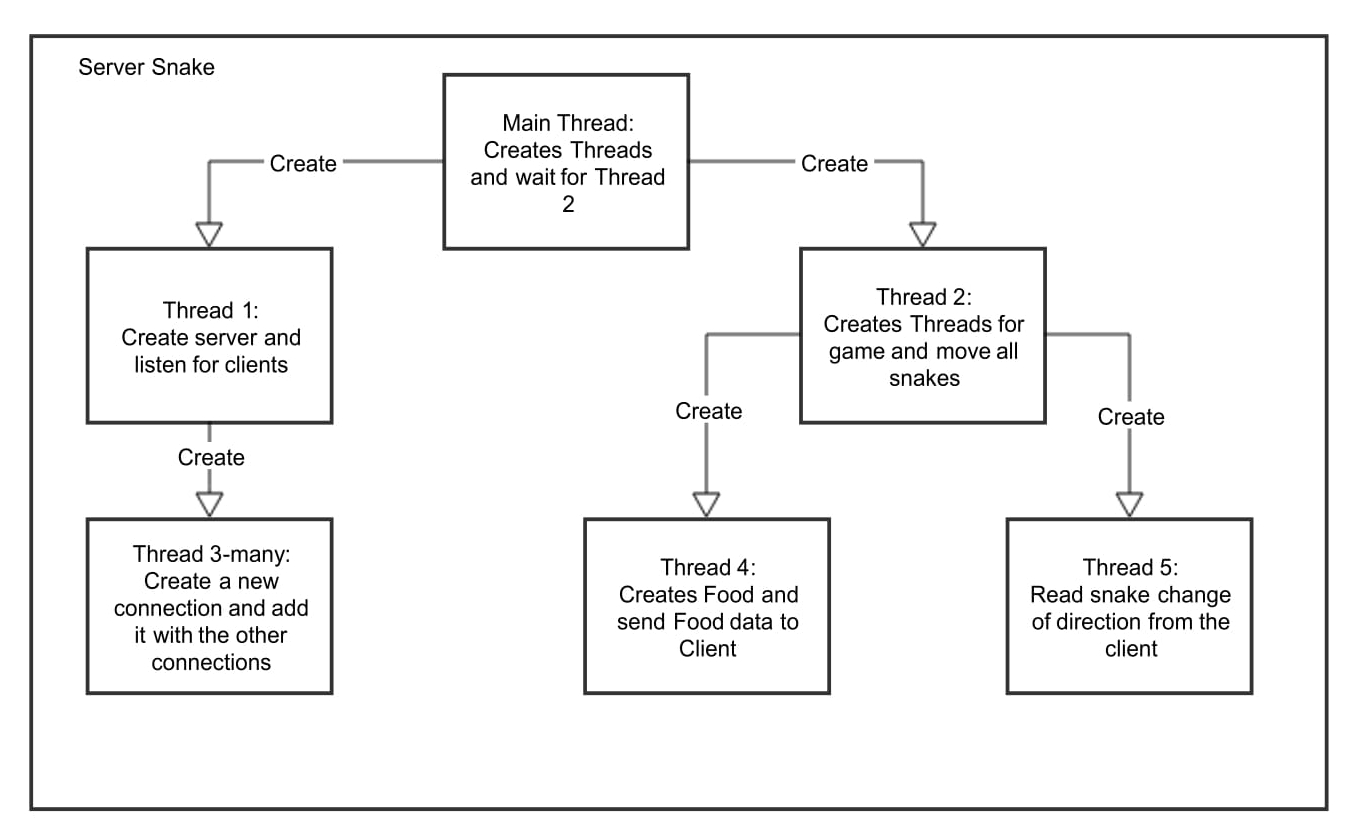 Server Snake
Main Thread:
Creates Threads
and wait for Thread
2
Create
Create
Thread 1:
Create server and
listen for clients
Thread 2:
Creates Threads for
game and move all
snakes
Create
Create
Create
Thread 3-many:
Create a new
connection and add
it with the other
connections
Thread 4:
Creates Food and
send Food data to
Client
Thread 5:
Read snake change
of direction from the
client